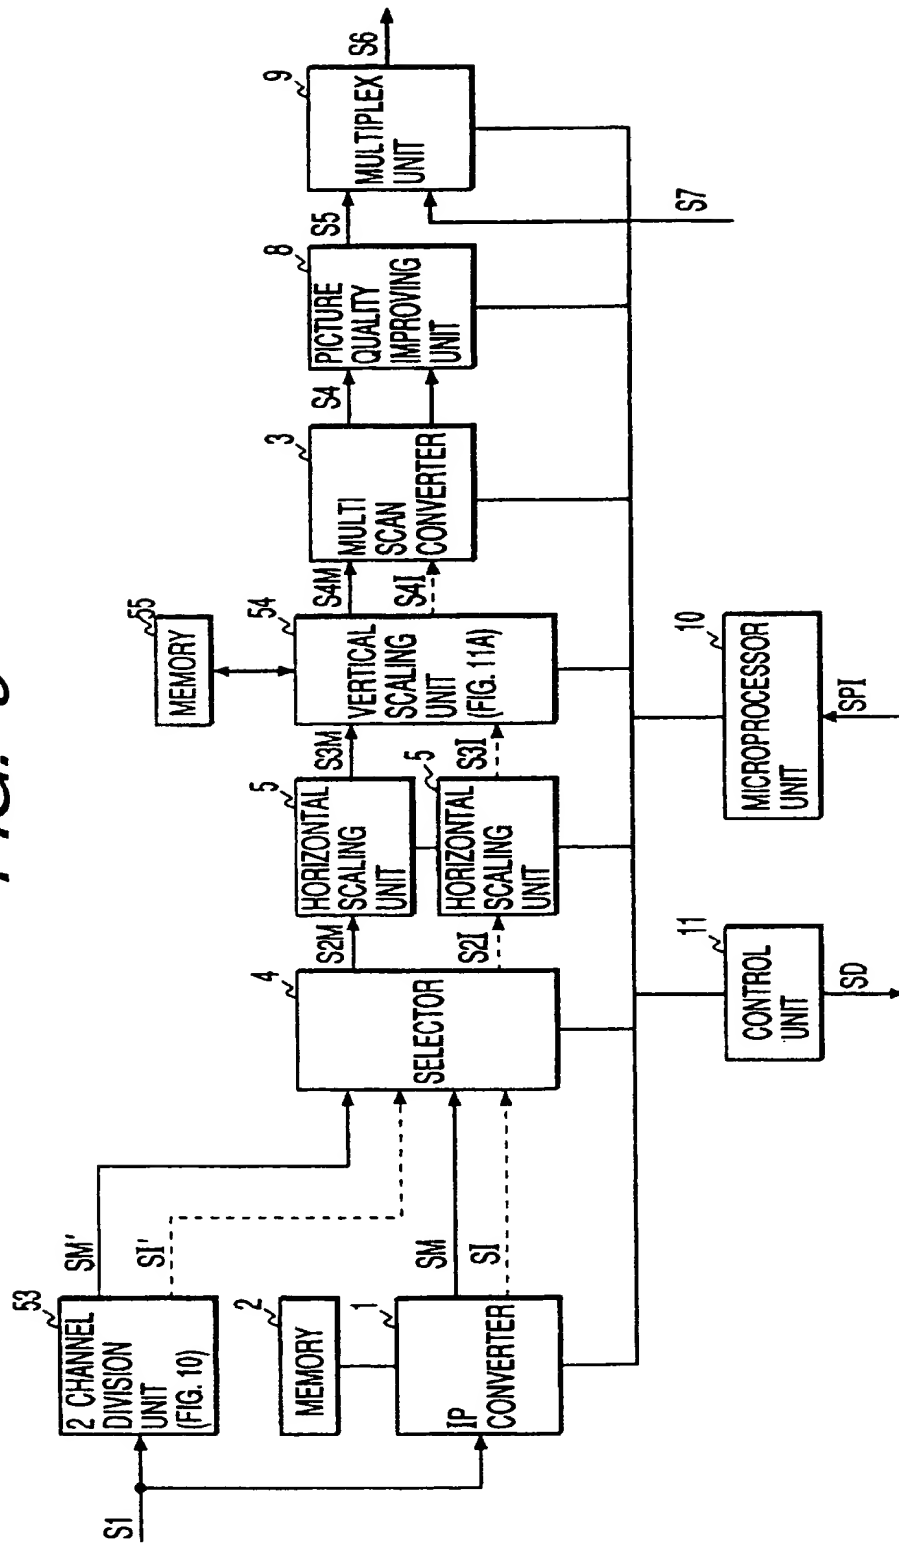 S1
53
2 CHANNEL
DIVISION
UNIT
(FIG. 10)
SM'
SI'
2
MEMORY
1
IP
CONVERTER
SM
SI
4
SELECTOR
S2M
S2I
5
HORIZONTAL
SCALING
UNIT
5
HORIZONTAL
SCALING
UNIT
S3M
S3I
55
MEMORY
54
VERTICAL
SCALING
UNIT
(FIG. 11A)
S4M
S4I
3
MULTI
SCAN
CONVERTER
S4
8
PICTURE
QUALITY
IMPROVING
UNIT
S5
9
MULTIPLEX
UNIT
S6
S7
11
CONTROL
UNIT
SD
10
MICROPROCESSOR
UNIT
SPI